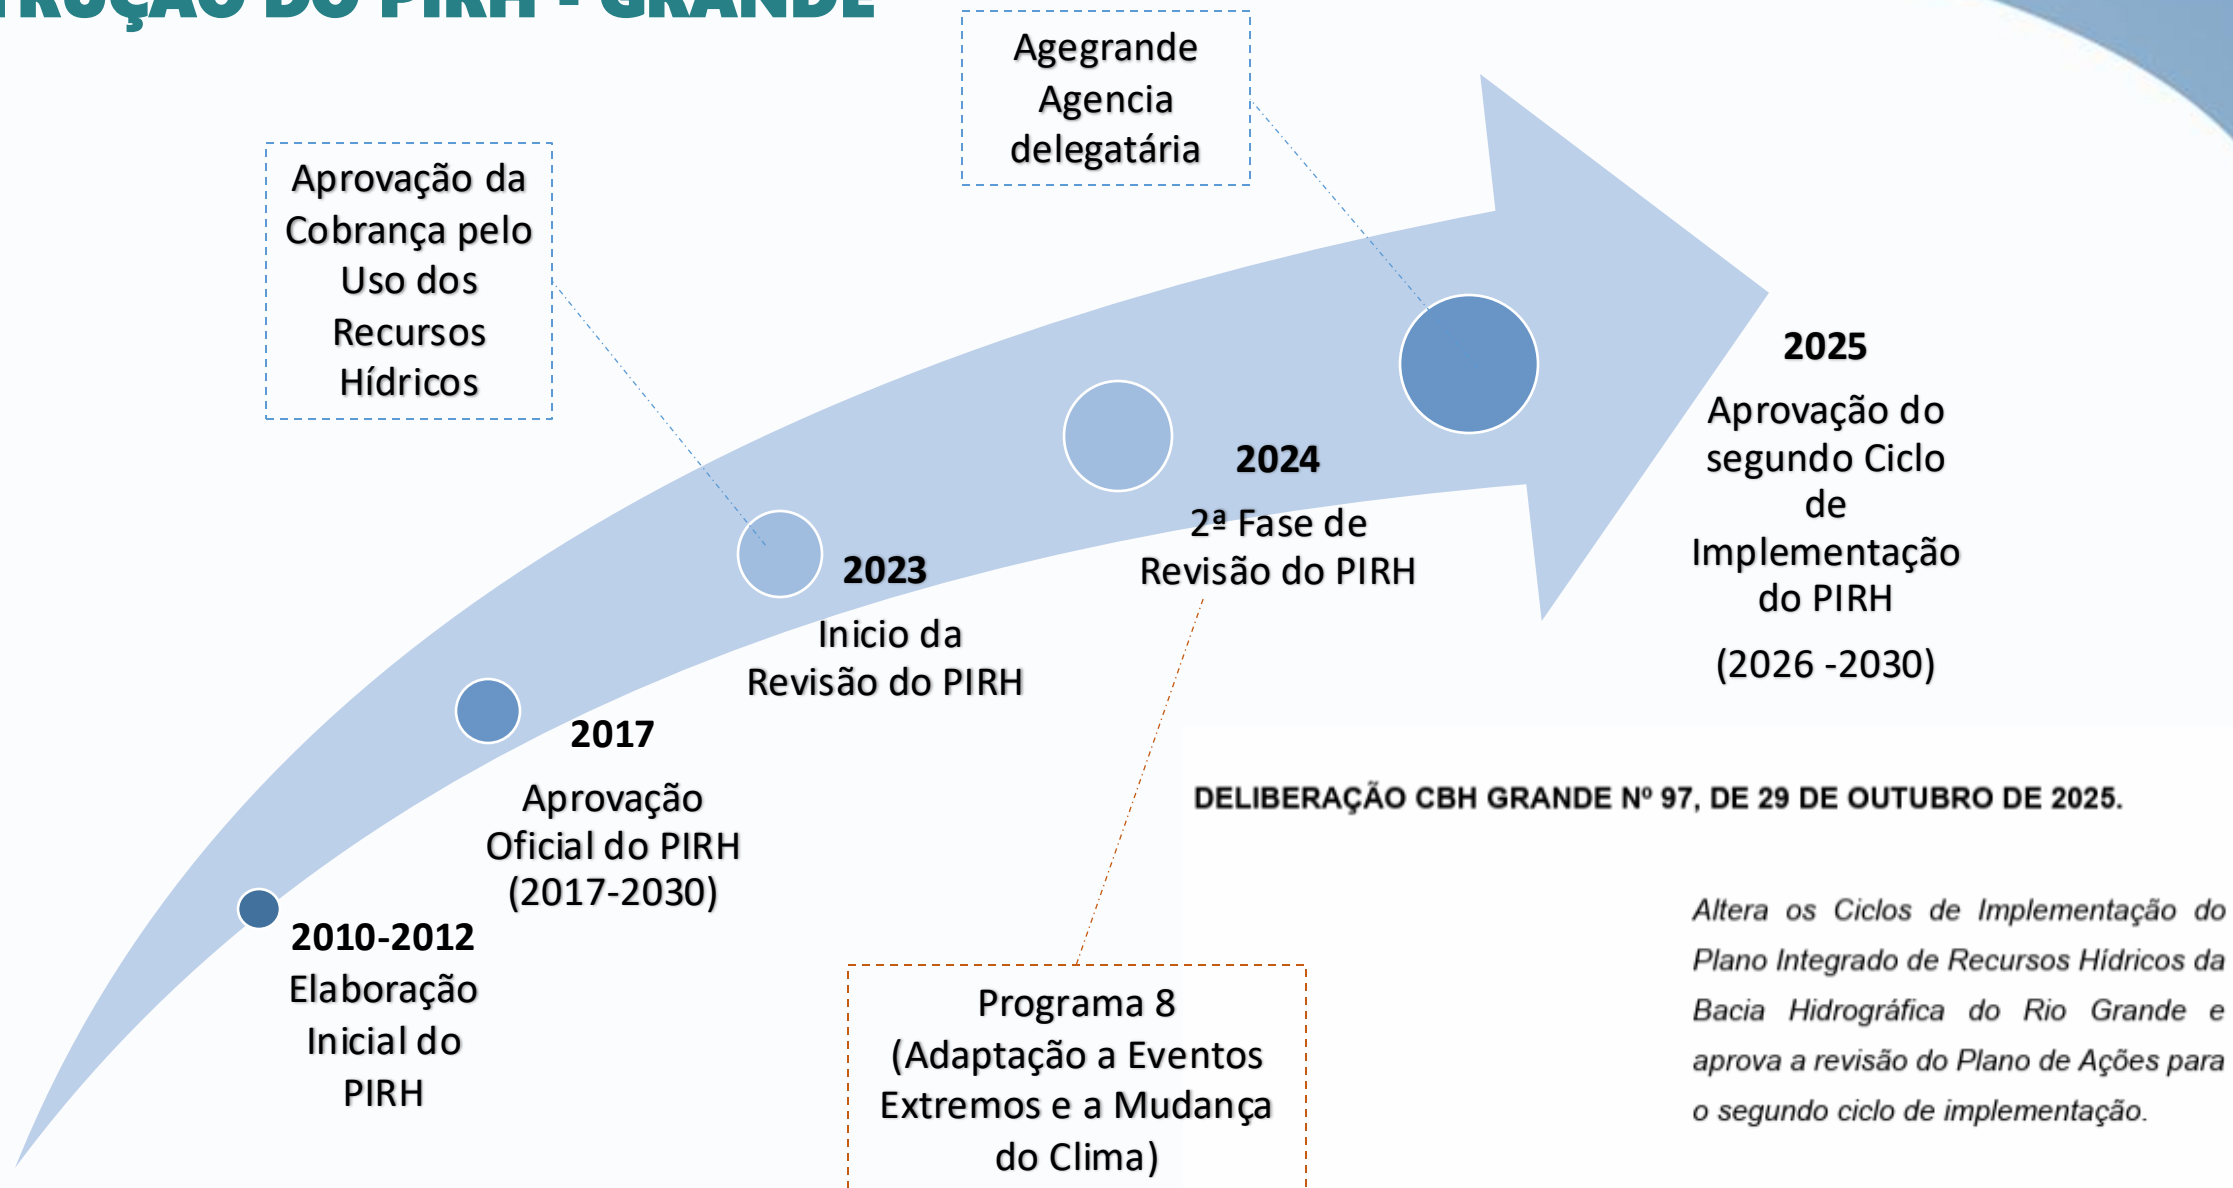 TRUÇÃO DO PIRH - GRANDE
Agegrande
Agencia
delegatária
Aprovação da
Cobrança pelo
Uso dos
Recursos
Hídricos
2025
Aprovação do
segundo Ciclo
de
Implementação
do PIRH
(2026 -2030)
2024
2ª Fase de
Revisão do PIRH
2023
Inicio da
Revisão do PIRH
2017
Aprovação
Oficial do PIRH
(2017-2030)
2010-2012
Elaboração
Inicial do
PIRH
Programa 8
(Adaptação a Eventos
Extremos e a Mudança
do Clima)
DELIBERAÇÃO CBH GRANDE Nº 97, DE 29 DE OUTUBRO DE 2025.
Altera os Ciclos de Implementação do
Plano Integrado de Recursos Hídricos da
Bacia Hidrográfica do Rio Grande e
aprova a revisão do Plano de Ações para
o segundo ciclo de implementação.